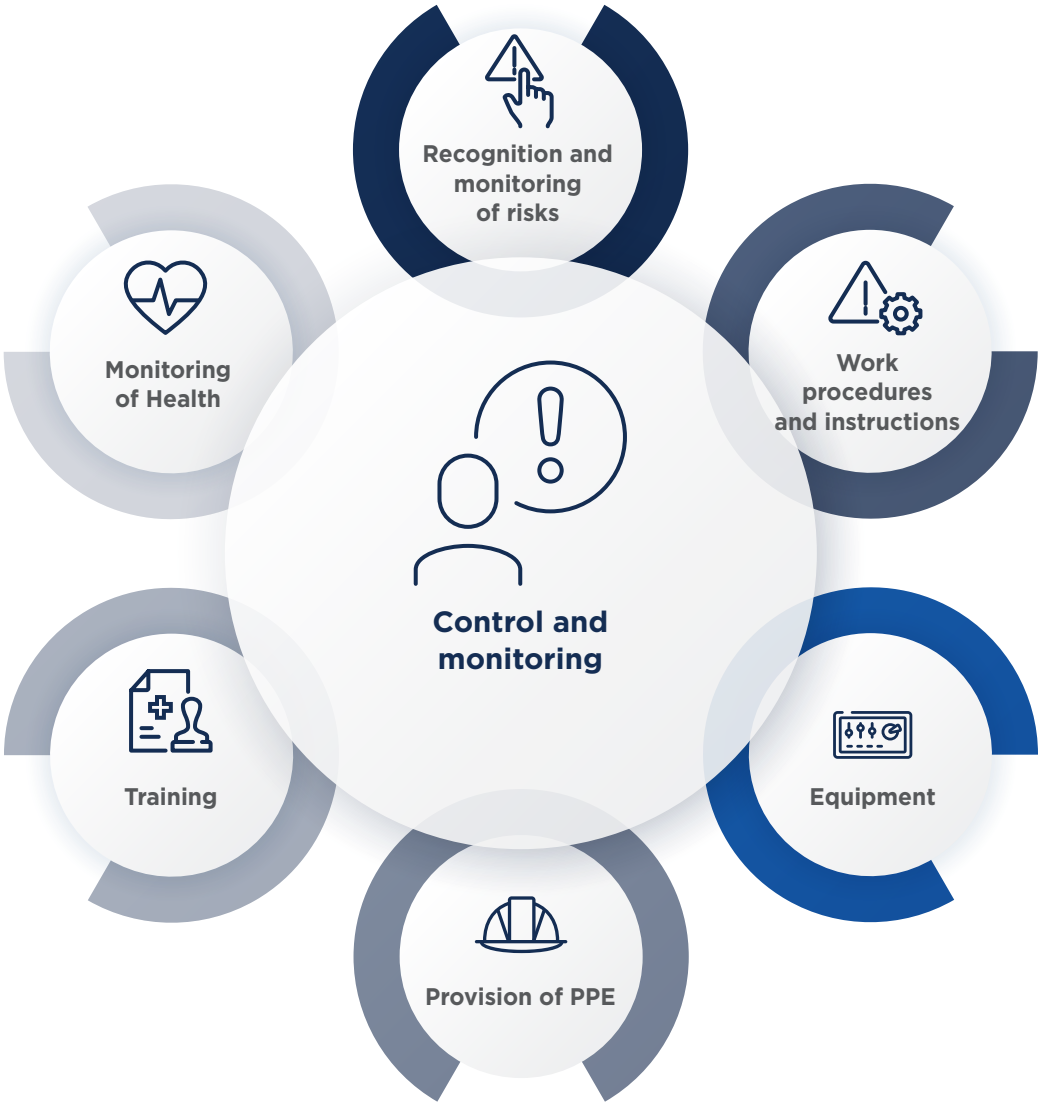 Recognition and
monitoring
of risks
Work
procedures
and instructions
Monitoring
of Health
Control and
monitoring
Training
Equipment
Provision of PPE